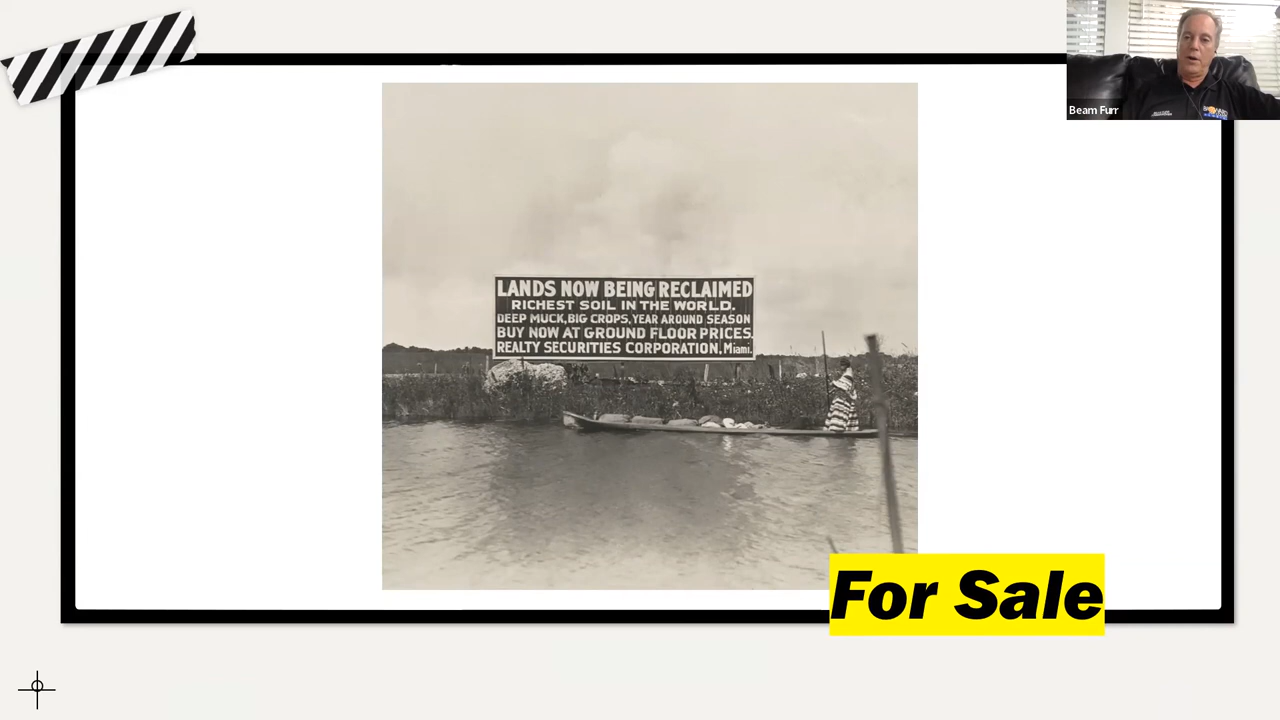 Beam Furr
LANDS NOW BEING RECLAIMED
RICHEST SOIL IN THE WORLD.
DEEP MUCK, BIG CROPS, YEAR AROUND SEASON
BUY NOW AT GROUND FLOOR PRICES.
REALTY SECURITIES CORPORATION. Miami.
For Sale